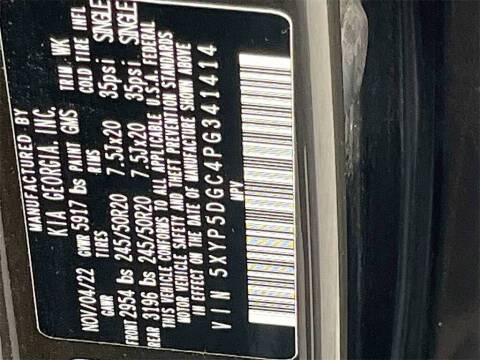 MANUFACTURED BY
KIA GEORGIA, INC.
NOV/04/22 GVWR 5917 lbs PAINT GWS TRIM WK
GAWR TIRES RIMS COLD TIRE INFL
FRONT 2954 lbs 245/50R20 7.5Jx20 35psi SINGLE
REAR 3196 lbs 245/50R20 7.5Jx20 35psi SINGLE
THIS VEHICLE CONFORMS TO ALL APPLICABLE U.S.A. FEDERAL
MOTOR VEHICLE SAFETY AND THEFT PREVENTION STANDARDS
IN EFFECT ON THE DATE OF MANUFACTURE SHOWN ABOVE
VIN 5XYP5DGC4PG341414
MPV